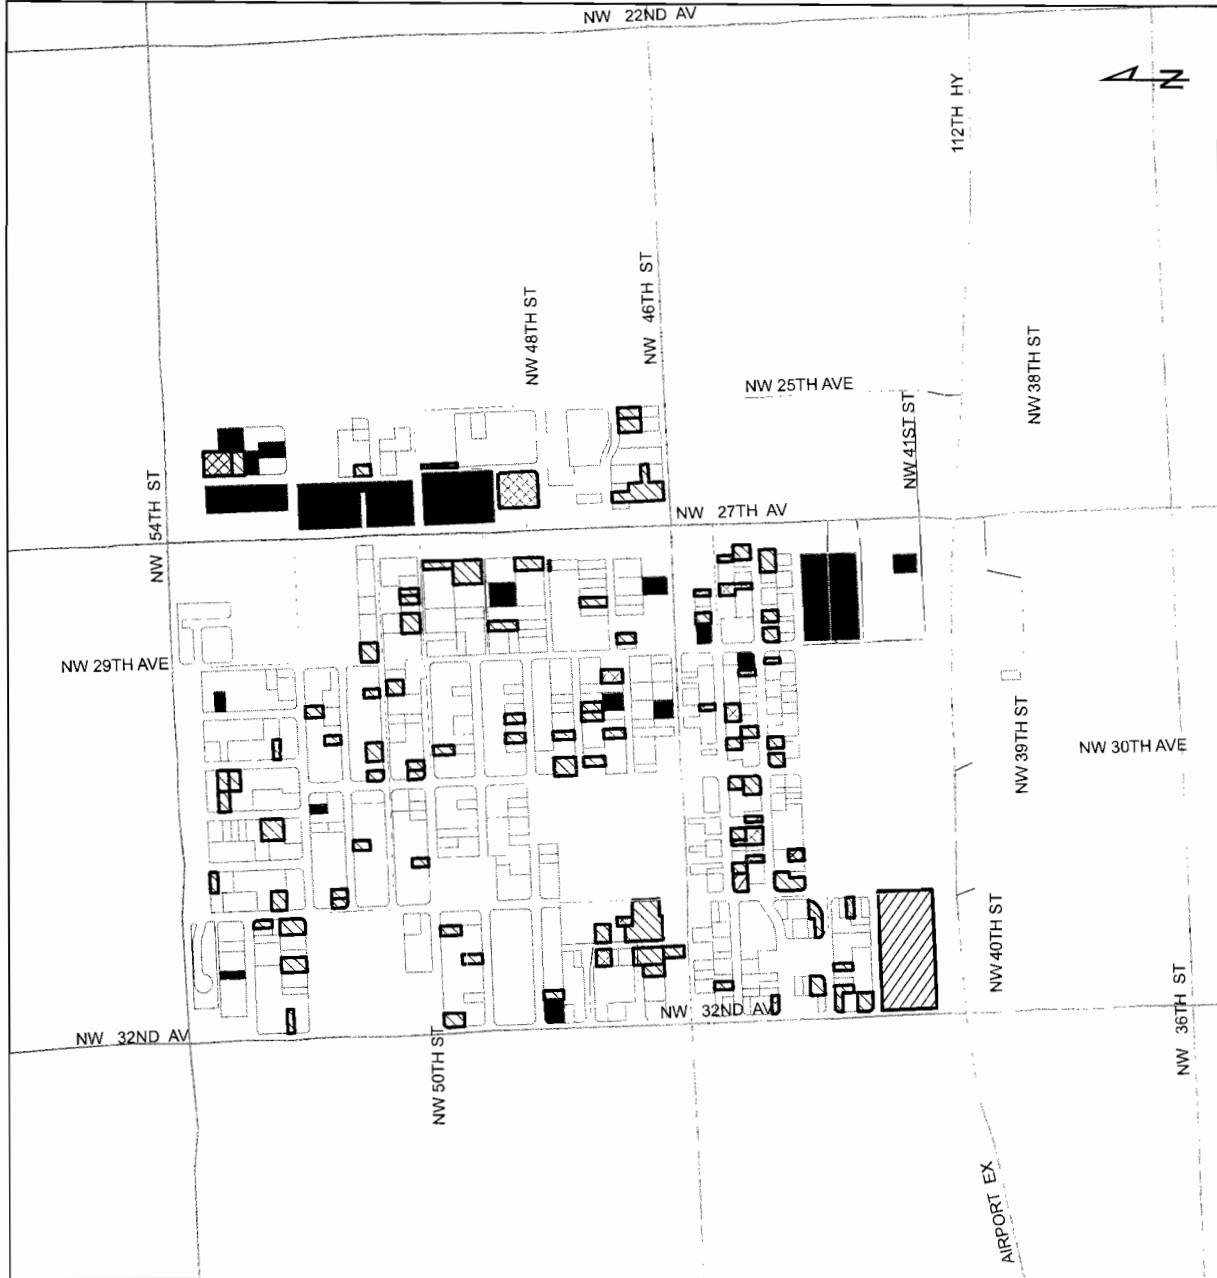 NW 22ND AV
N
112TH HY
NW 46TH ST
NW 48TH ST
NW 38TH ST
NW 25TH AVE
NW 41ST ST
NW 54TH ST
NW 27TH AV
NW 29TH AVE
NW 39TH ST
NW 30TH AVE
NW 40TH ST
NW 36TH ST
NW 32ND AV
NW 32ND AV
NW 50TH ST
AIRPORT EX